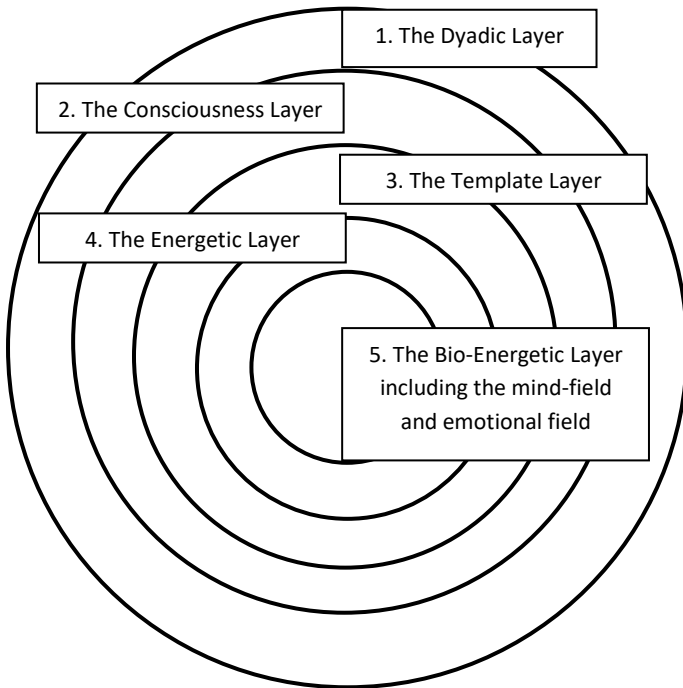 1. The Dyadic Layer
2. The Consciousness Layer
3. The Template Layer
4. The Energetic Layer
5. The Bio-Energetic Layer
including the mind-field
and emotional field